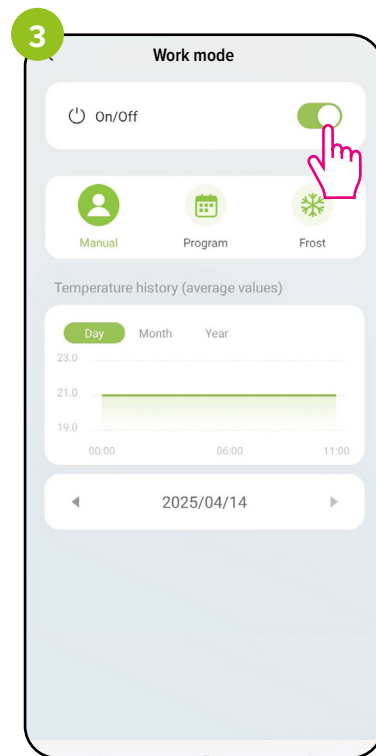 3
Work mode
On/Off
Manual Program Frost
Temperature history (average values)
Day Month Year
23.0
21.0
19.0
00:00 06:00 11:00
2025/04/14